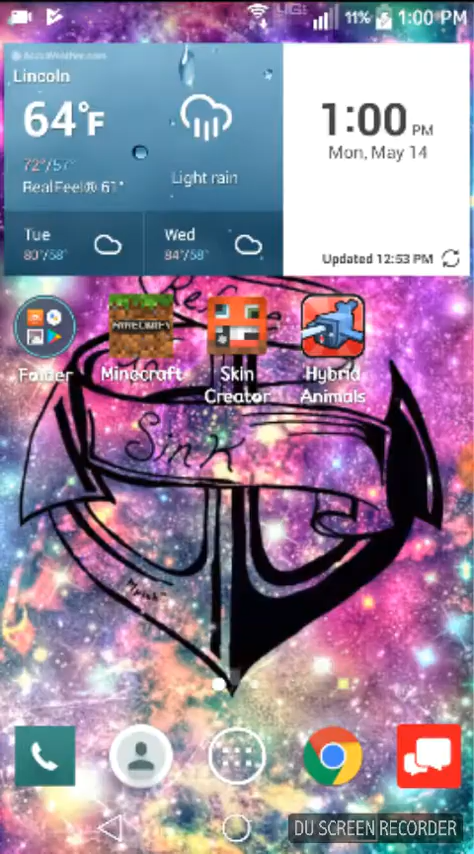 11% 1:00 PM
AccuWeather.com
Lincoln
64°F
72°/57°
RealFeel® 61°
Light rain
1:00 PM
Mon, May 14
Tue
80°/58°
Wed
84°/58°
Updated 12:53 PM
Folder
Minecraft
MINECRAFT
Skin
Creator
Hybrid
Animals
Sink
DU SCREEN RECORDER